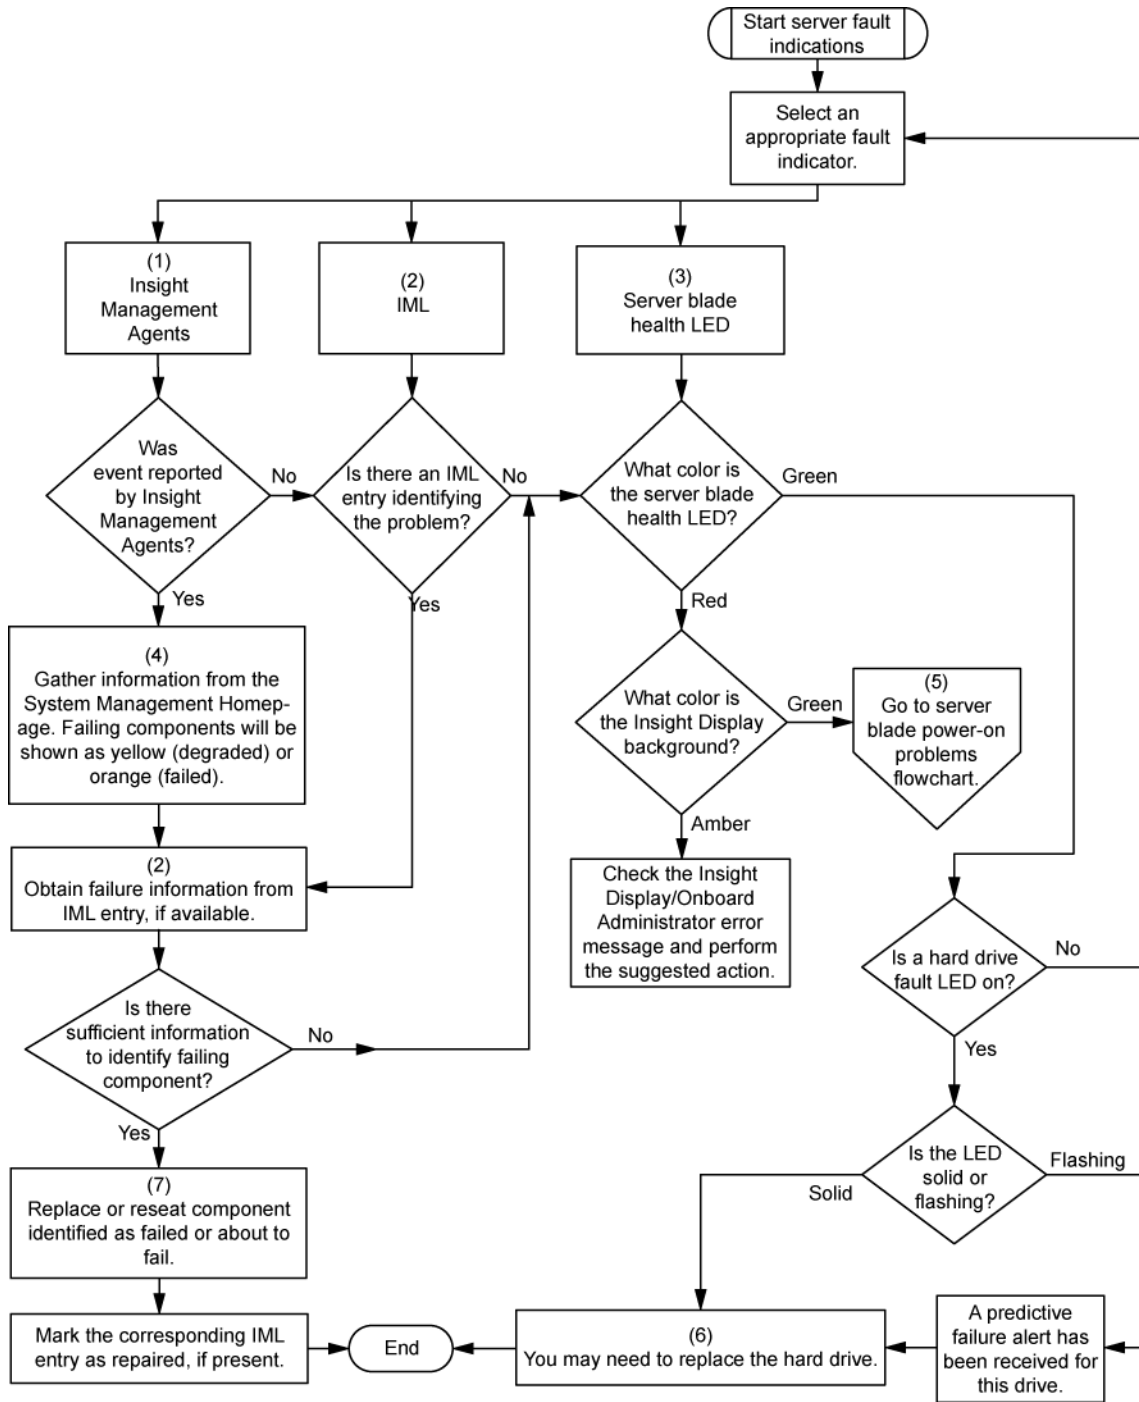 Start server fault
indications
Select an
appropriate fault
indicator.
(1)
Insight
Management
Agents
(2)
IML
(3)
Server blade
health LED
Was
event reported
by Insight
Management
Agents?
No
Yes
Is there an IML
entry identifying
the problem?
No
Yes
What color is
the server blade
health LED?
Green
Red
(4)
Gather information from the
System Management Homep-
age. Failing components will be
shown as yellow (degraded) or
orange (failed).
What color is
the Insight Display
background?
Green
Amber
(5)
Go to server
blade power-on
problems
flowchart.
(2)
Obtain failure information from
IML entry, if available.
Check the Insight
Display/Onboard
Administrator error
message and perform
the suggested action.
Is a hard drive
fault LED on?
No
Yes
Is there
sufficient information
to identify failing
component?
No
Yes
Is the LED
solid or
flashing?
Flashing
Solid
(7)
Replace or reseat component
identified as failed or about to
fail.
Mark the corresponding IML
entry as repaired, if present.
End
(6)
You may need to replace the hard drive.
A predictive
failure alert has
been received for
this drive.